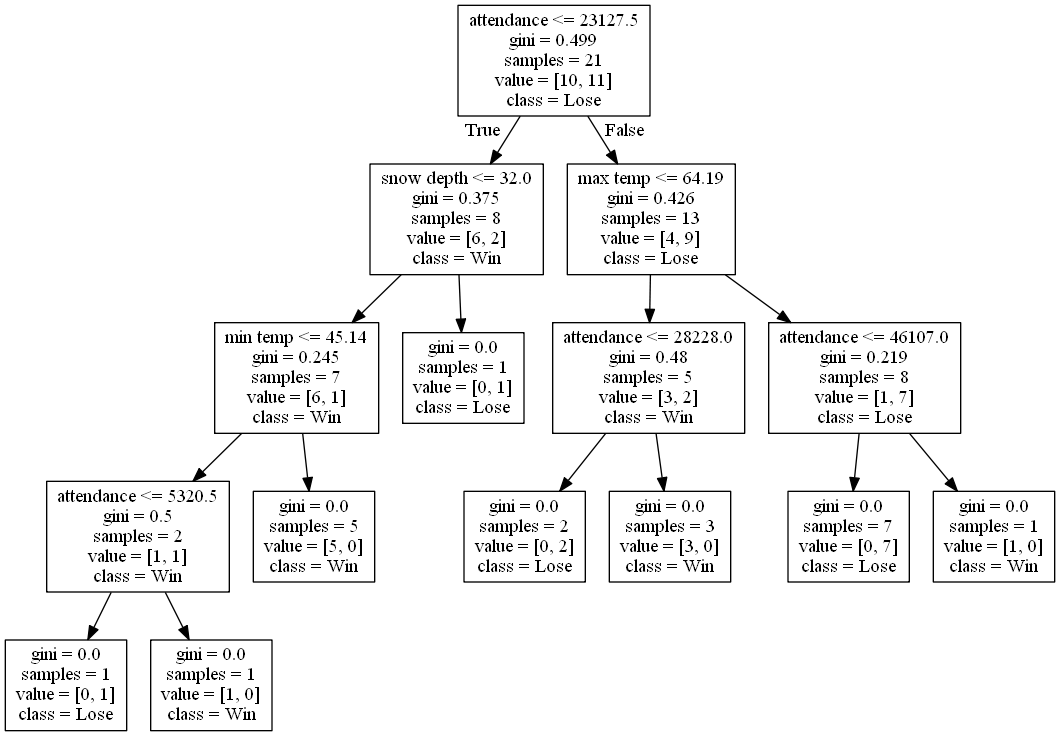 attendance <= 23127.5
gini = 0.499
samples = 21
value = [10, 11]
class = Lose
True
False
snow depth <= 32.0
gini = 0.375
samples = 8
value = [6, 2]
class = Win
max temp <= 64.19
gini = 0.426
samples = 13
value = [4, 9]
class = Lose
min temp <= 45.14
gini = 0.245
samples = 7
value = [6, 1]
class = Win
gini = 0.0
samples = 1
value = [0, 1]
class = Lose
attendance <= 28228.0
gini = 0.48
samples = 5
value = [3, 2]
class = Win
attendance <= 46107.0
gini = 0.219
samples = 8
value = [1, 7]
class = Lose
attendance <= 5320.5
gini = 0.5
samples = 2
value = [1, 1]
class = Win
gini = 0.0
samples = 5
value = [5, 0]
class = Win
gini = 0.0
samples = 2
value = [0, 2]
class = Lose
gini = 0.0
samples = 3
value = [3, 0]
class = Win
gini = 0.0
samples = 7
value = [0, 7]
class = Lose
gini = 0.0
samples = 1
value = [1, 0]
class = Win
gini = 0.0
samples = 1
value = [0, 1]
class = Lose
gini = 0.0
samples = 1
value = [1, 0]
class = Win